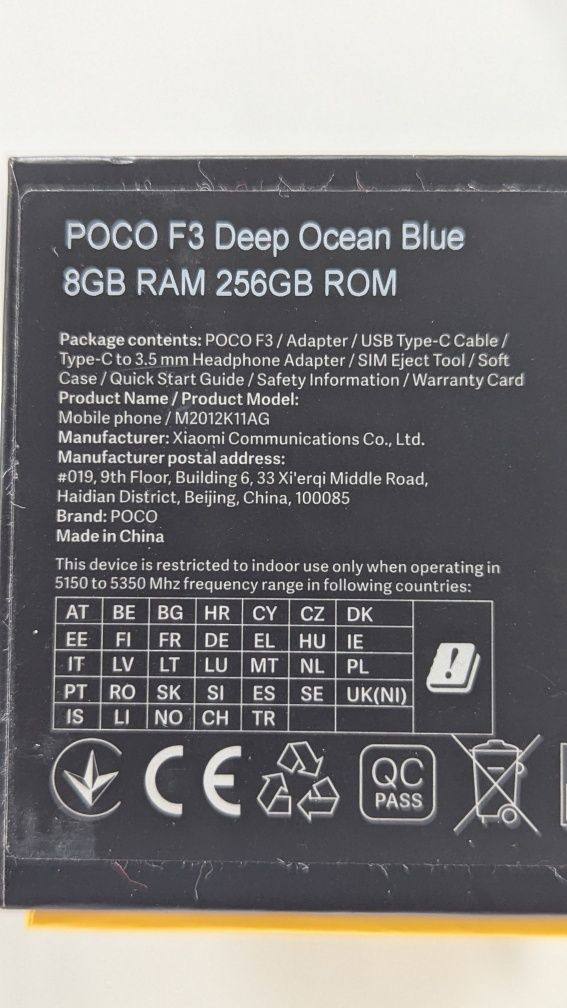 POCO F3 Deep Ocean Blue
8GB RAM 256GB ROM
Package contents: POCO F3 / Adapter / USB Type-C Cable /
Type-C to 3.5 mm Headphone Adapter / SIM Eject Tool / Soft
Case / Quick Start Guide / Safety Information / Warranty Card
Product Name / Product Model:
Mobile phone / M2012K11AG
Manufacturer: Xiaomi Communications Co., Ltd.
Manufacturer postal address:
#019, 9th Floor, Building 6, 33 Xi'erqi Middle Road,
Haidian District, Beijing, China, 100085
Brand: POCO
Made in China
This device is restricted to indoor use only when operating in
5150 to 5350 Mhz frequency range in following countries:
AT BE BG HR CY CZ DK
EE FI FR DE EL HU IE
IT LV LT LU MT NL PL
PT RO SK SI ES SE UK(NI)
IS LI NO CH TR
CE QC
PASS